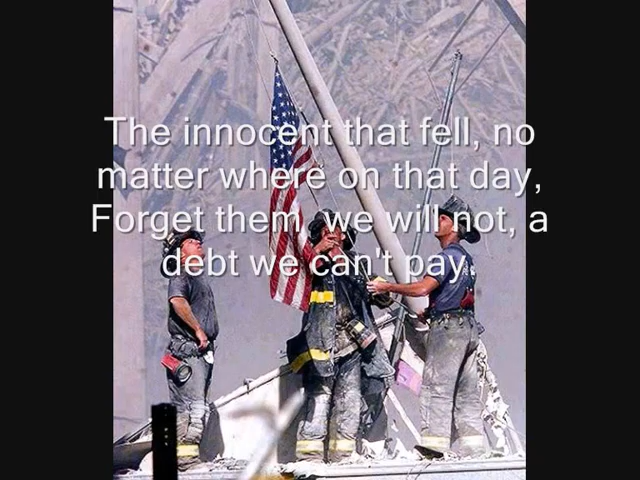 The innocent that fell, no
matter where on that day,
Forget them, we will not, a
debt we can't pay.